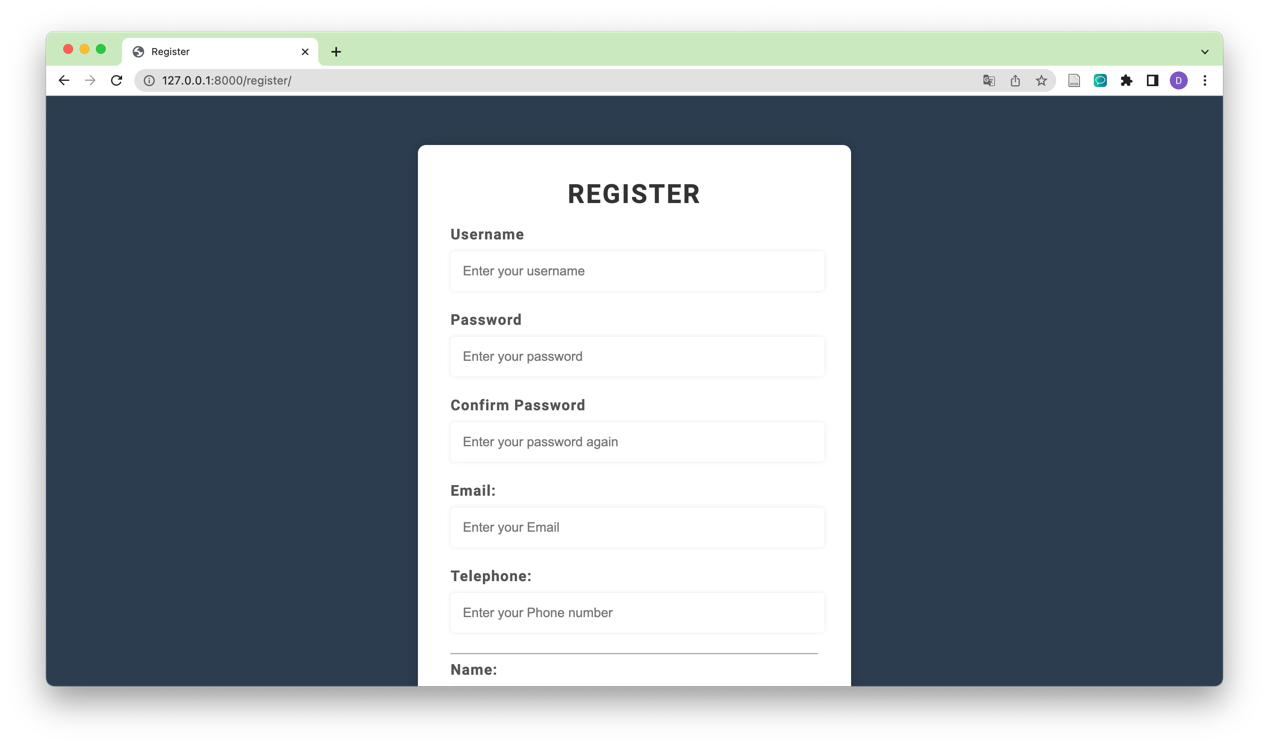 Register
127.0.0.1:8000/register/
D
REGISTER
Username
Enter your username
Password
Enter your password
Confirm Password
Enter your password again
Email:
Enter your Email
Telephone:
Enter your Phone number
Name: